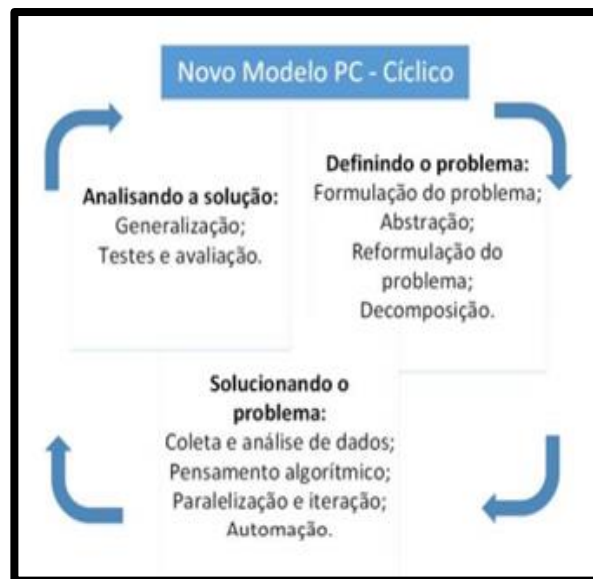 Novo Modelo PC - Cíclico
Definindo o problema:
Formulação do problema;
Abstração;
Reformulação do
problema;
Decomposição.
Solucionando o
problema:
Coleta e análise de dados;
Pensamento algorítmico;
Paralelização e iteração;
Automação.
Analisando a solução:
Generalização;
Testes e avaliação.